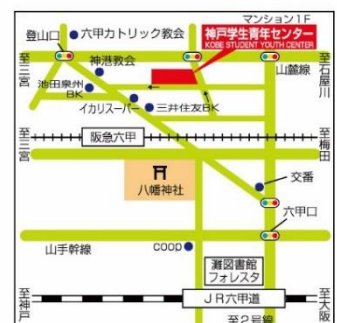 マンション1F
六甲カトリック教会
登山口
神戸学生青年センター
KOBE STUDENT YOUTH CENTER
至三宮
神港教会
山麓線
至石屋川
池田泉州
BK
イカリスーパー
三井住友BK
至三宮
阪急六甲
至梅田
八幡神社
交番
六甲口
山手幹線
coop
灘図書館
フォレスタ
至神戸
JR六甲道
至大阪
至2号線